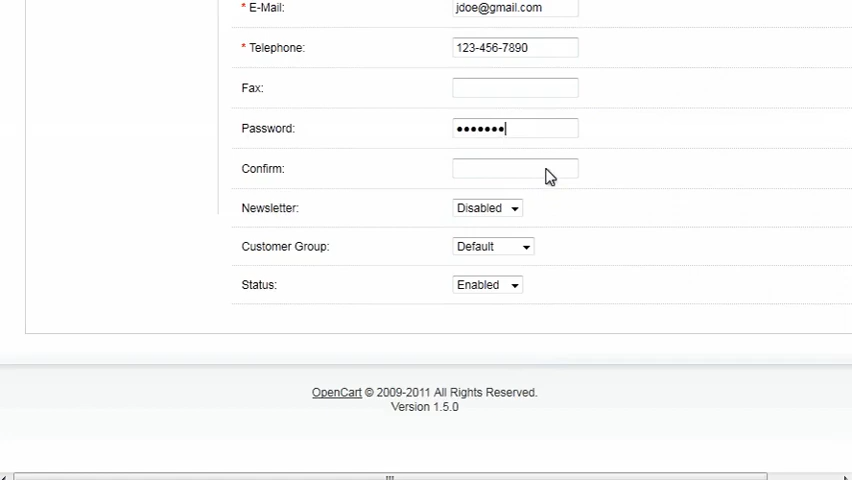 * E-Mail: jdoe@gmail.com
* Telephone: 123-456-7890
Fax:
Password: •••••••
Confirm:
Newsletter: Disabled
Customer Group: Default
Status: Enabled
OpenCart © 2009-2011 All Rights Reserved.
Version 1.5.0